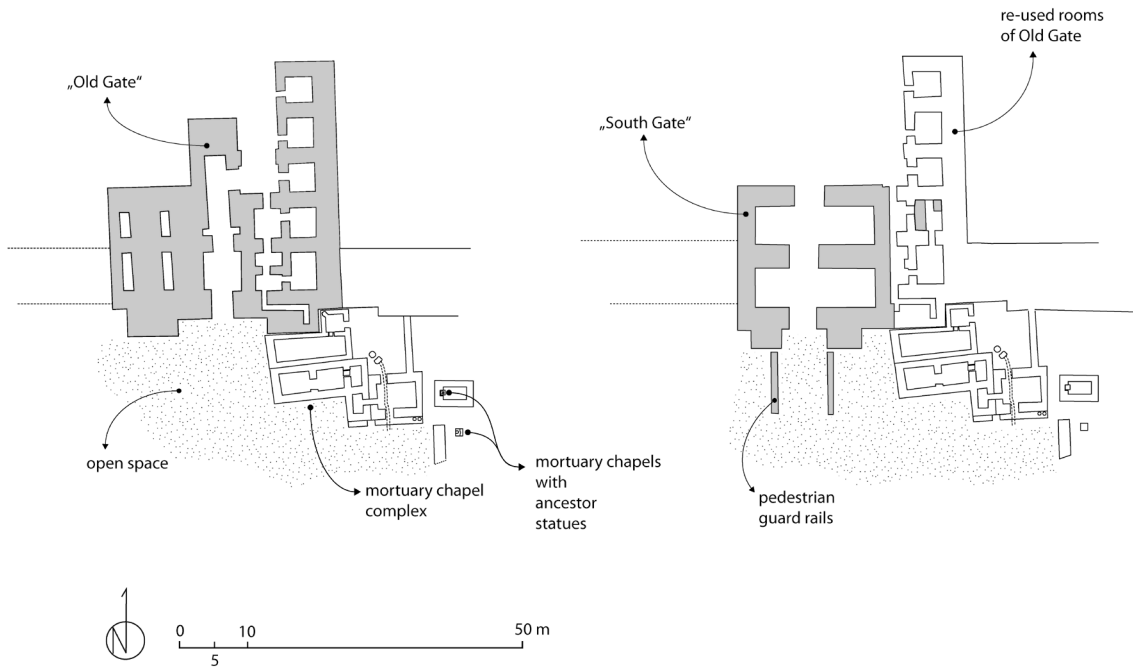 „Old Gate“
open space
mortuary chapel
complex
mortuary chapels
with
ancestor
statues
re-used rooms
of Old Gate
„South Gate“
pedestrian
guard rails
N
0 10 50 m
5